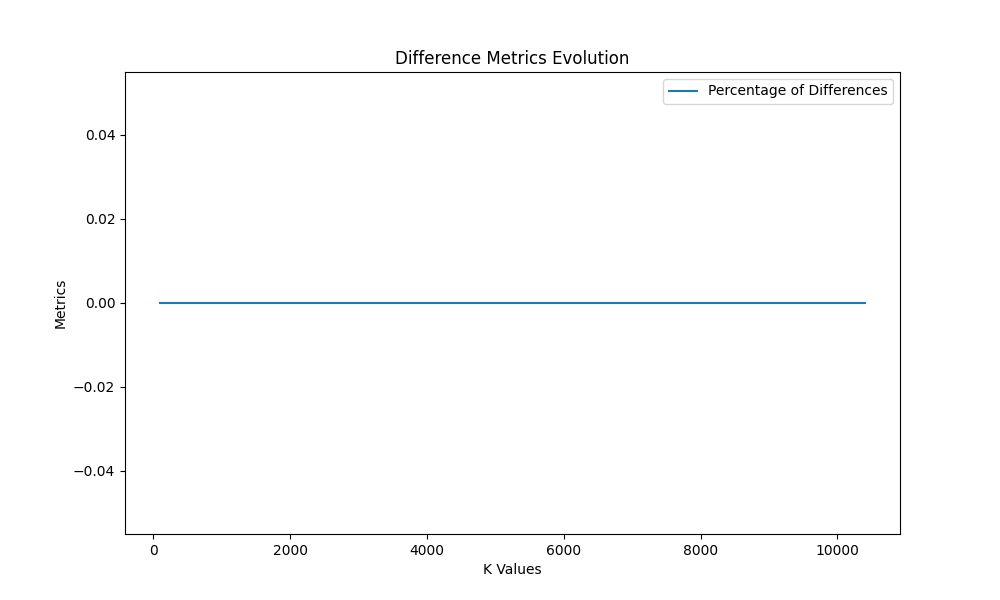 Difference Metrics Evolution
Percentage of Differences
0.04
0.02
0.00
−0.02
−0.04
Metrics
0 2000 4000 6000 8000 10000
K Values